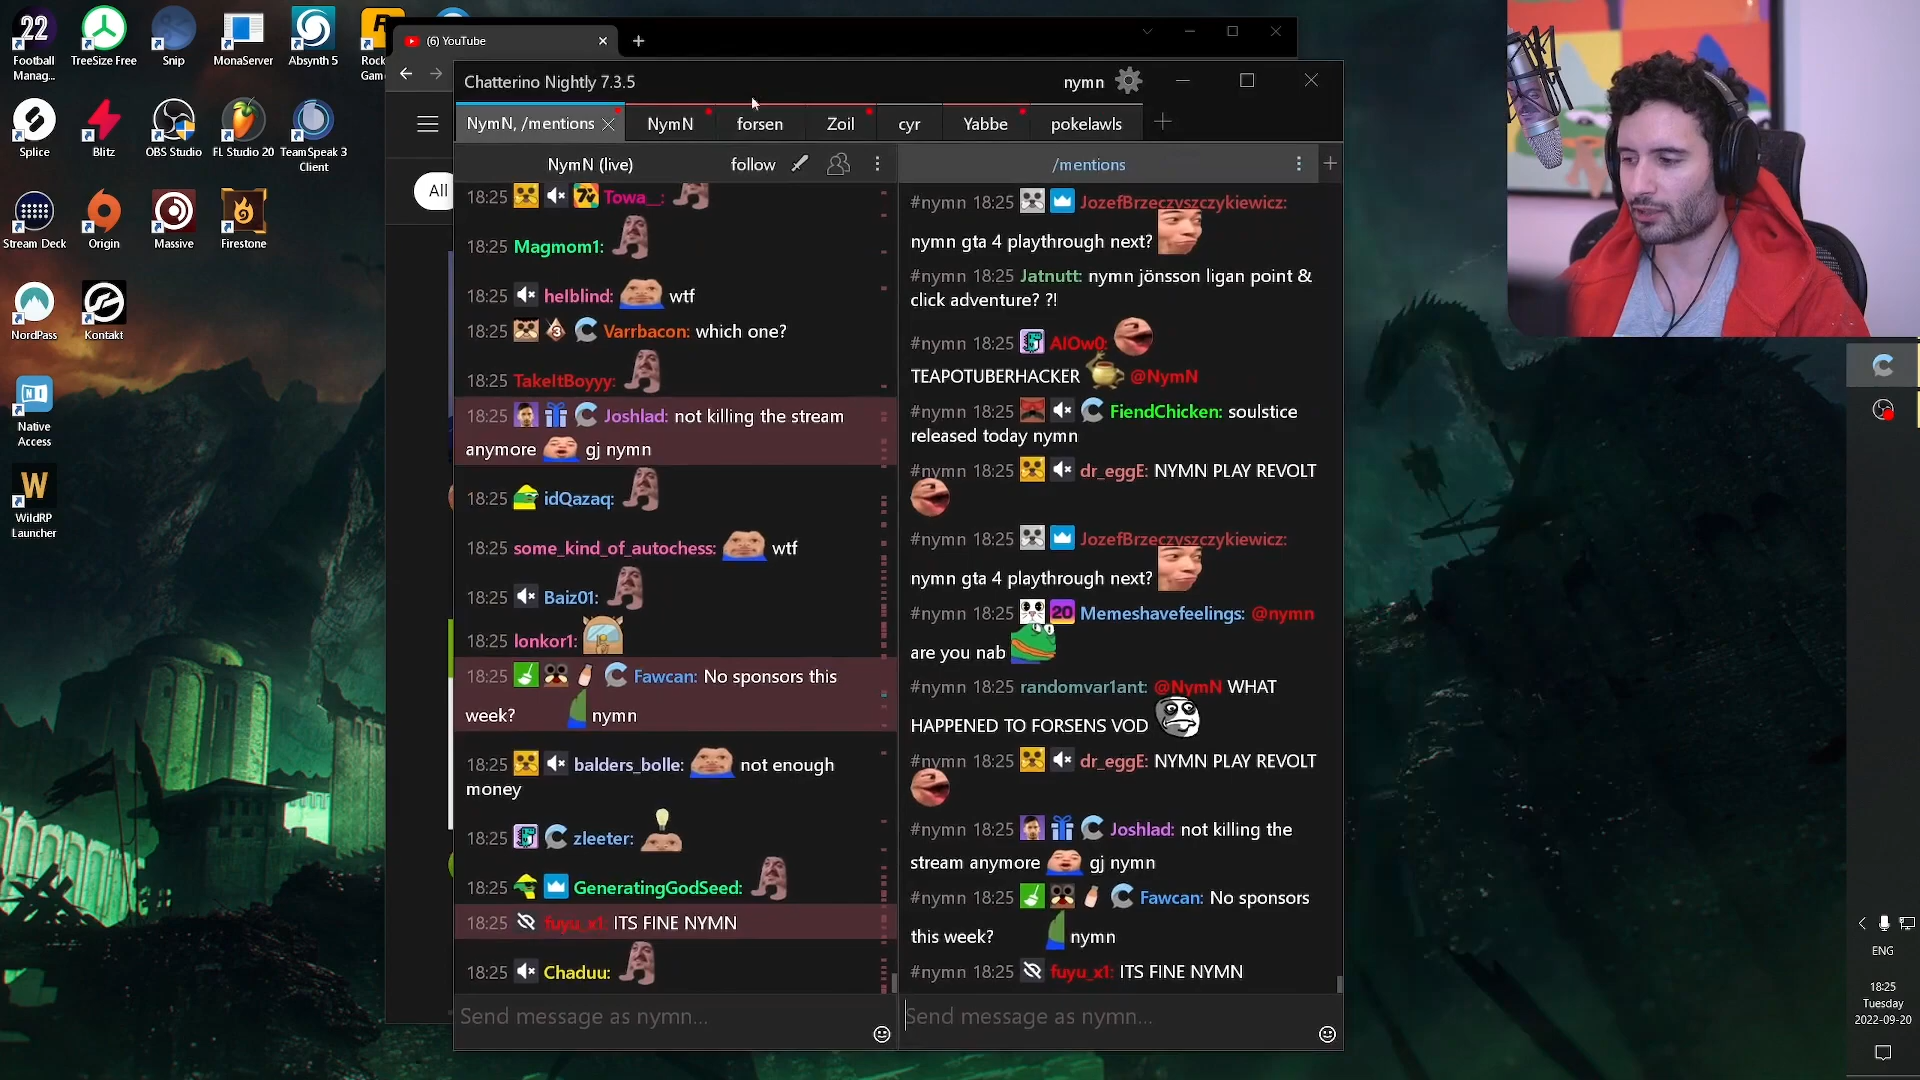 22
Football
Manag...
TreeSize Free
Snip
MonaServer
Absynth 5
Rock
Gam
Splice
Blitz
OBS Studio
FL Studio 20
TeamSpeak 3
Client
Stream Deck
Origin
Massive
Firestone
NordPass
Kontakt
Native
Access
WildRP
Launcher
(6) YouTube
All
Chatterino Nightly 7.3.5
nymn
NymN, /mentions
NymN
forsen
Zoil
cyr
Yabbe
pokelawls
NymN (live)
follow
18:25 Towa__:
18:25 Magmom1:
18:25 helblind: wtf
18:25 3 Varrbacon: which one?
18:25 TakeItBoyyy:
18:25 Joshlad: not killing the stream
anymore gj nymn
18:25 idQazaq:
18:25 some_kind_of_autochess: wtf
18:25 Baiz01:
18:25 lonkor1:
18:25 Fawcan: No sponsors this
week? nymn
18:25 balders_bolle: not enough
money
18:25 zleeter:
18:25 GeneratingGodSeed:
18:25 fuyu_x1: ITS FINE NYMN
18:25 Chaduu:
Send message as nymn...
/mentions
#nymn 18:25 JozefBrzeczyszczykiewicz:
nymn gta 4 playthrough next?
#nymn 18:25 Jatnutt: nymn jönsson ligan point &
click adventure? ?!
#nymn 18:25 AlOw0:
TEAPOTUBERHACKER @NymN
#nymn 18:25 FiendChicken: soulstice
released today nymn
#nymn 18:25 dr_eggE: NYMN PLAY REVOLT
#nymn 18:25 JozefBrzeczyszczykiewicz:
nymn gta 4 playthrough next?
#nymn 18:25 20 Memeshavefeelings: @nymn
are you nab
#nymn 18:25 randomvar1ant: @NymN WHAT
HAPPENED TO FORSENS VOD
#nymn 18:25 dr_eggE: NYMN PLAY REVOLT
#nymn 18:25 Joshlad: not killing the
stream anymore gj nymn
#nymn 18:25 Fawcan: No sponsors
this week? nymn
#nymn 18:25 fuyu_x1: ITS FINE NYMN
Send message as nymn...
ENG
18:25
Tuesday
2022-09-20